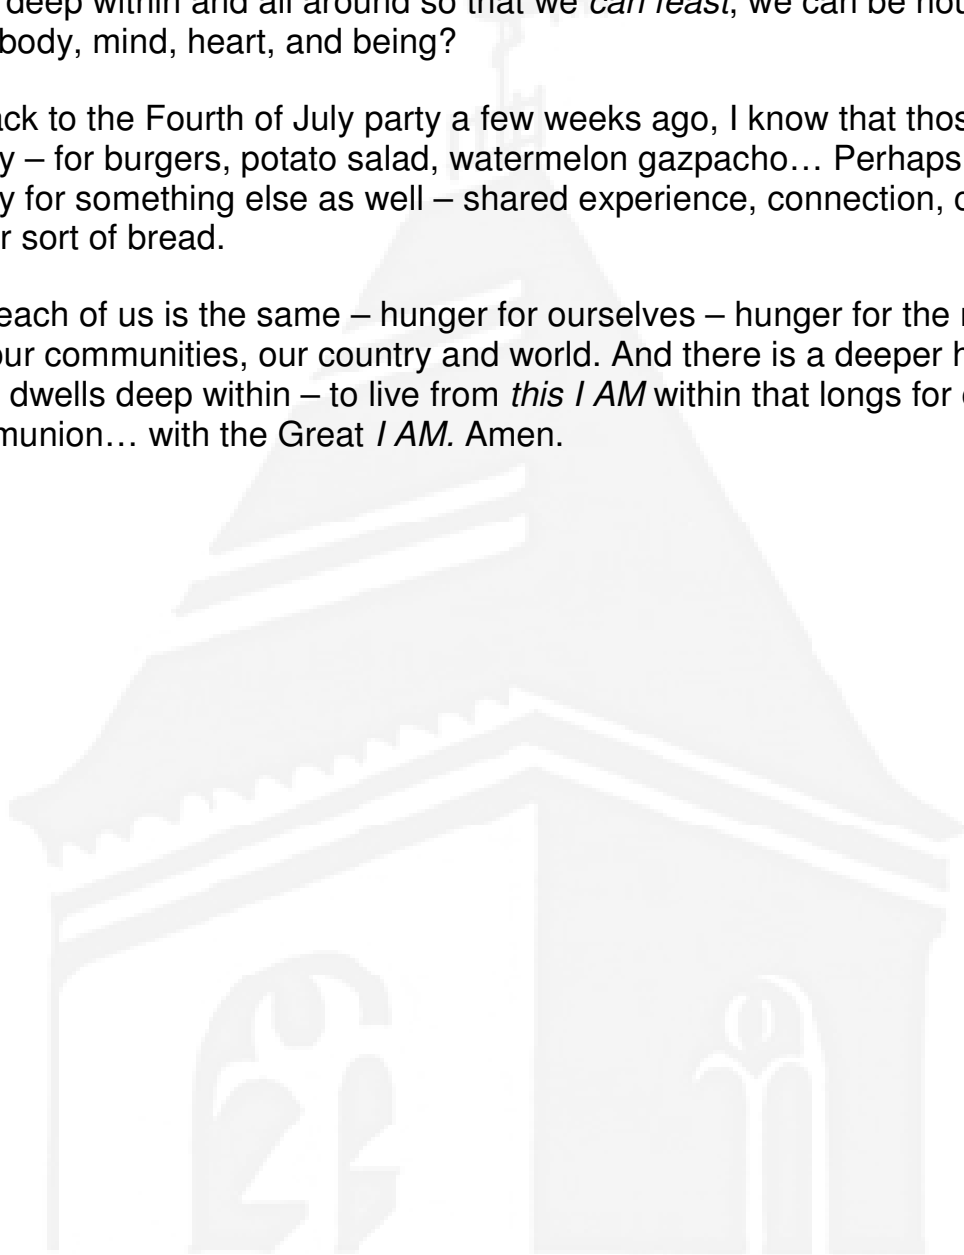 deep within and all around so that we can feast, we can be
body, mind, heart, and being?
to the Fourth of July party a few weeks ago, I know that
– for burgers, potato salad, watermelon gazpacho… Perhaps
for something else as well – shared experience, connection,
sort of bread.
each of us is the same – hunger for ourselves – hunger for the
our communities, our country and world. And there is a deeper
dwells deep within – to live from this I AM within that longs for
with the Great I AM. Amen.